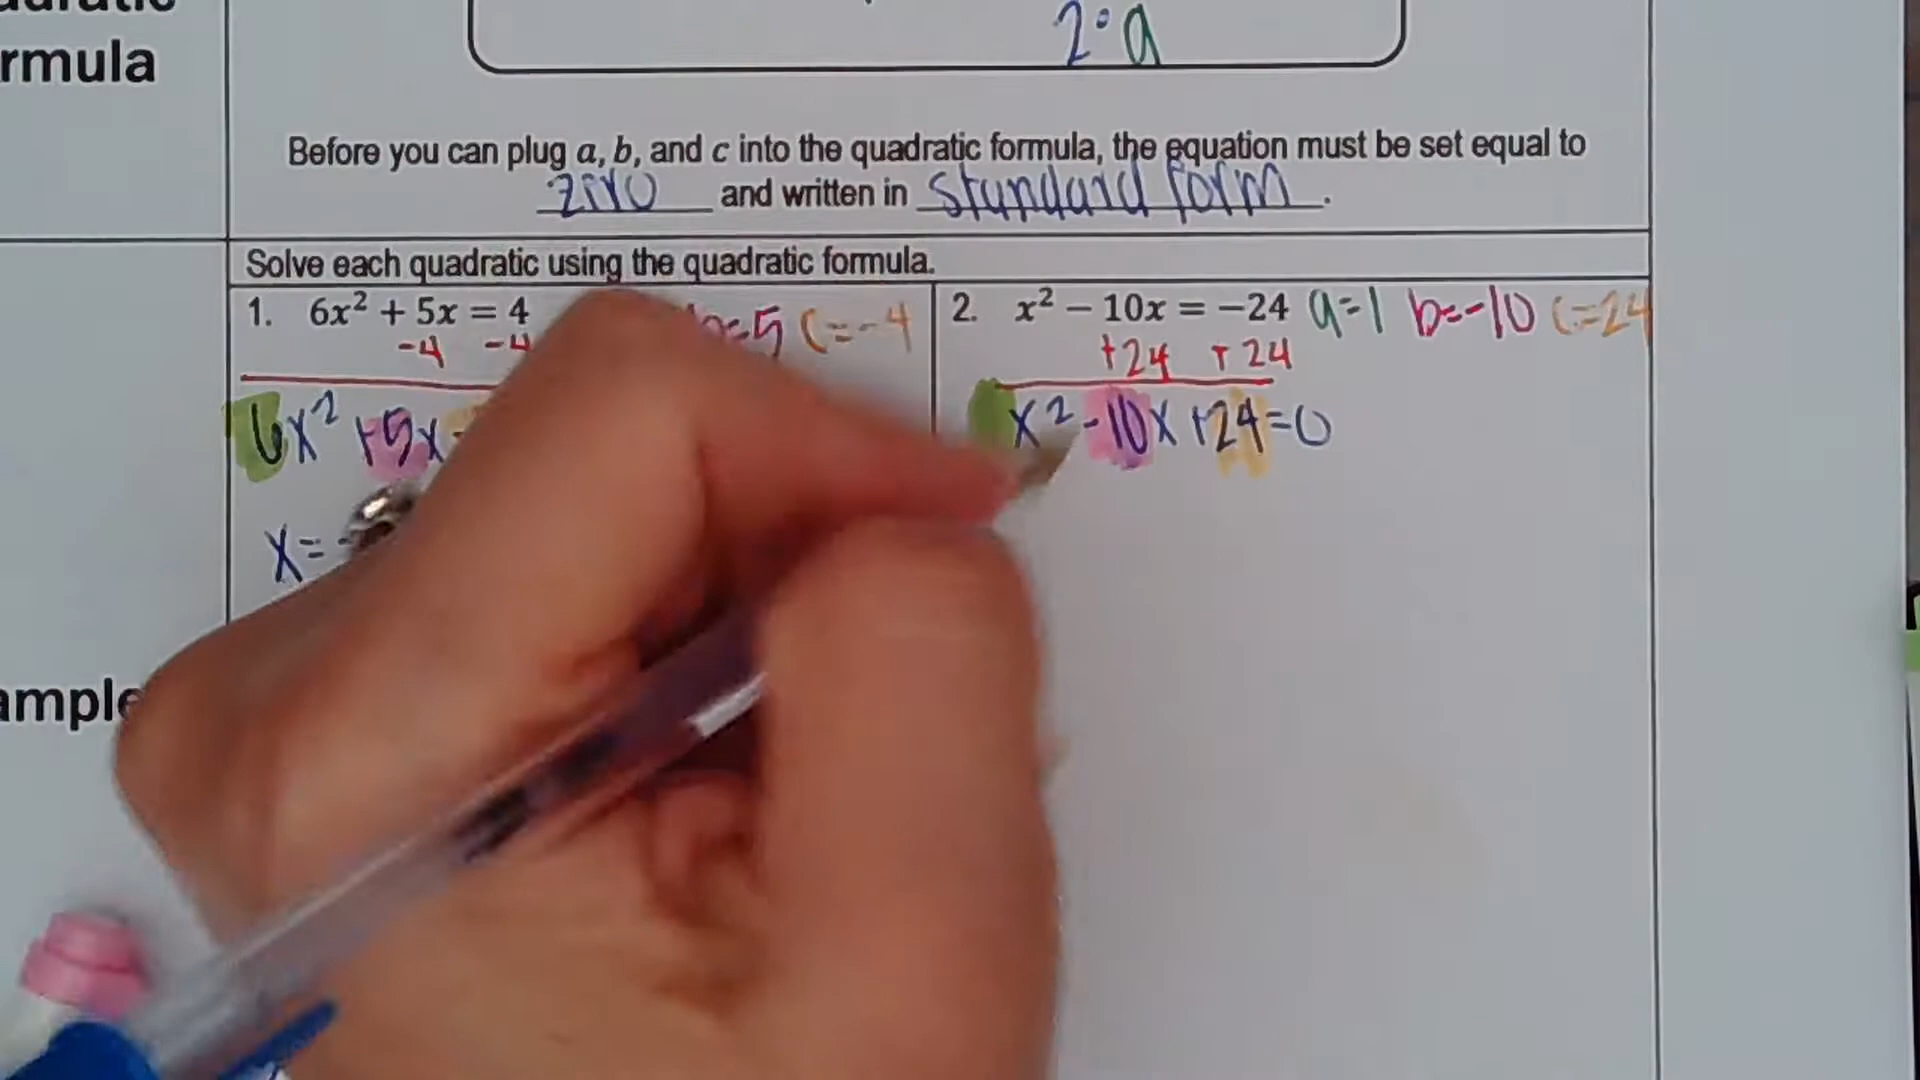 rmula
2·a
Before you can plug a, b, and c into the quadratic formula, the equation must be set equal to
zero and written in standard form.
Solve each quadratic using the quadratic formula.
1. 6x² + 5x = 4 b=5 c=-4
-4 -4
6x² +5x
x= -
2. x² − 10x = −24 a=1 b=-10 c=24
+24 +24
x² -10x +24=0
ample